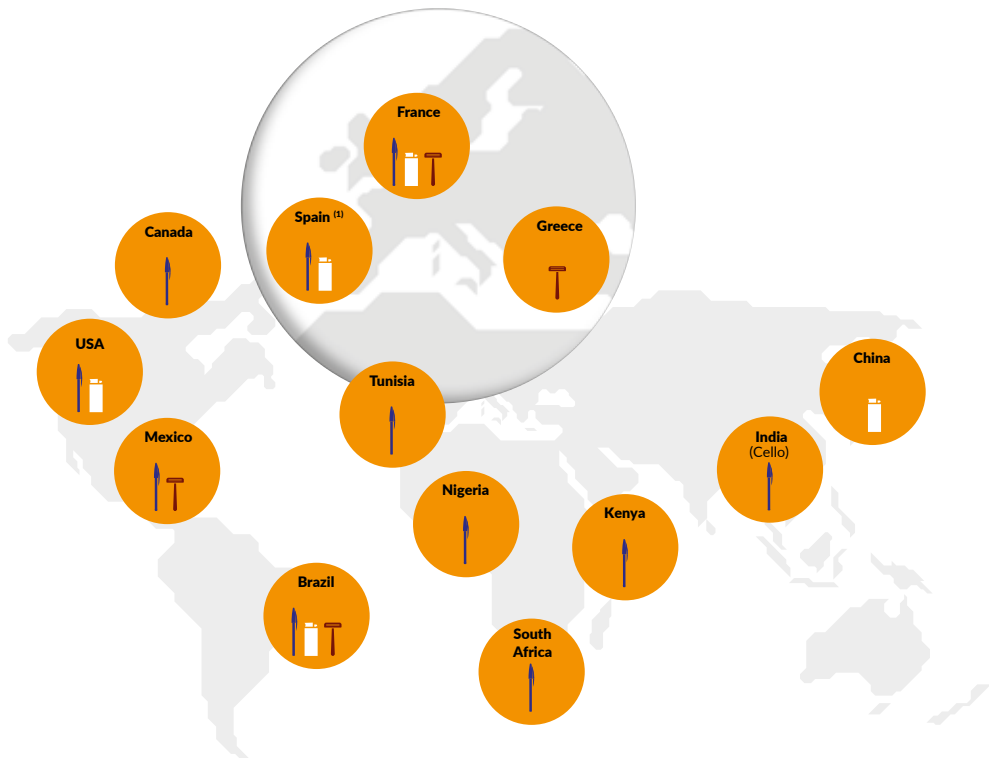 France
Spain (1)
Greece
Canada
USA
Mexico
Tunisia
China
India
(Cello)
Nigeria
Kenya
Brazil
South
Africa